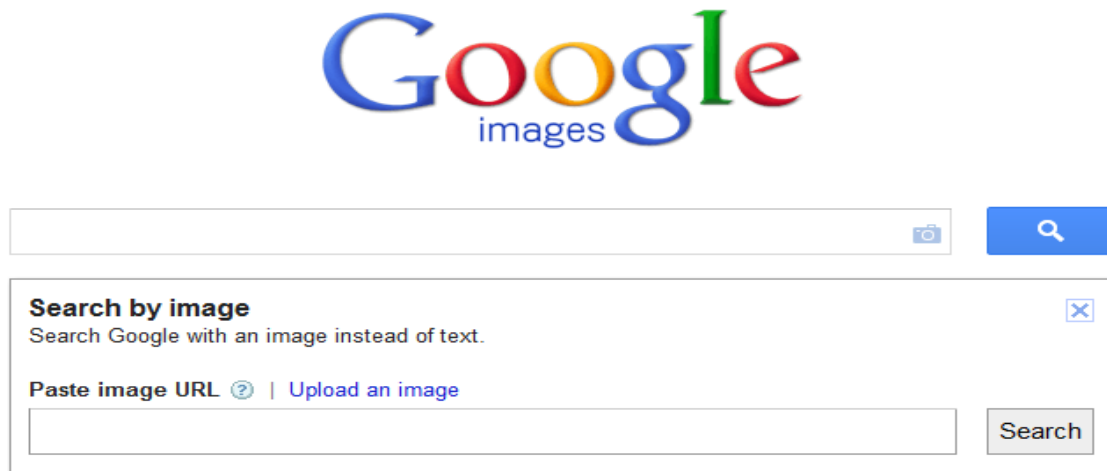 Google
images
Search by image
Search Google with an image instead of text.
Paste image URL ? | Upload an image
Search